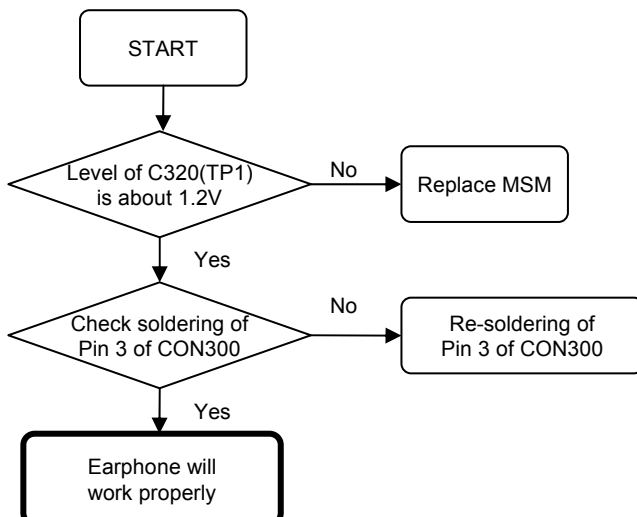 START
Level of C320(TP1)
is about 1.2V
No
Replace MSM
Yes
Check soldering of
Pin 3 of CON300
No
Re-soldering of
Pin 3 of CON300
Yes
Earphone will
work properly